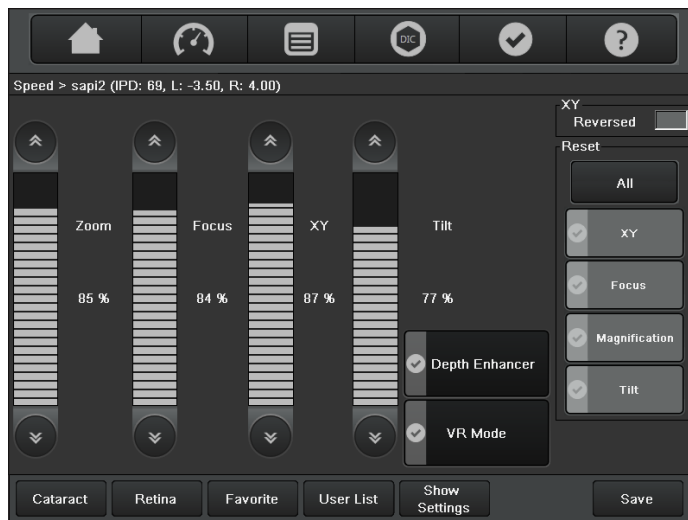 DIC
?
Speed > sapi2 (IPD: 69, L: -3.50, R: 4.00)
XY
Reversed
Reset
All
Zoom
Focus
XY
Tilt
XY
85 %
84 %
87 %
77 %
Focus
Magnification
Depth Enhancer
Tilt
VR Mode
Cataract
Retina
Favorite
User List
Show
Settings
Save